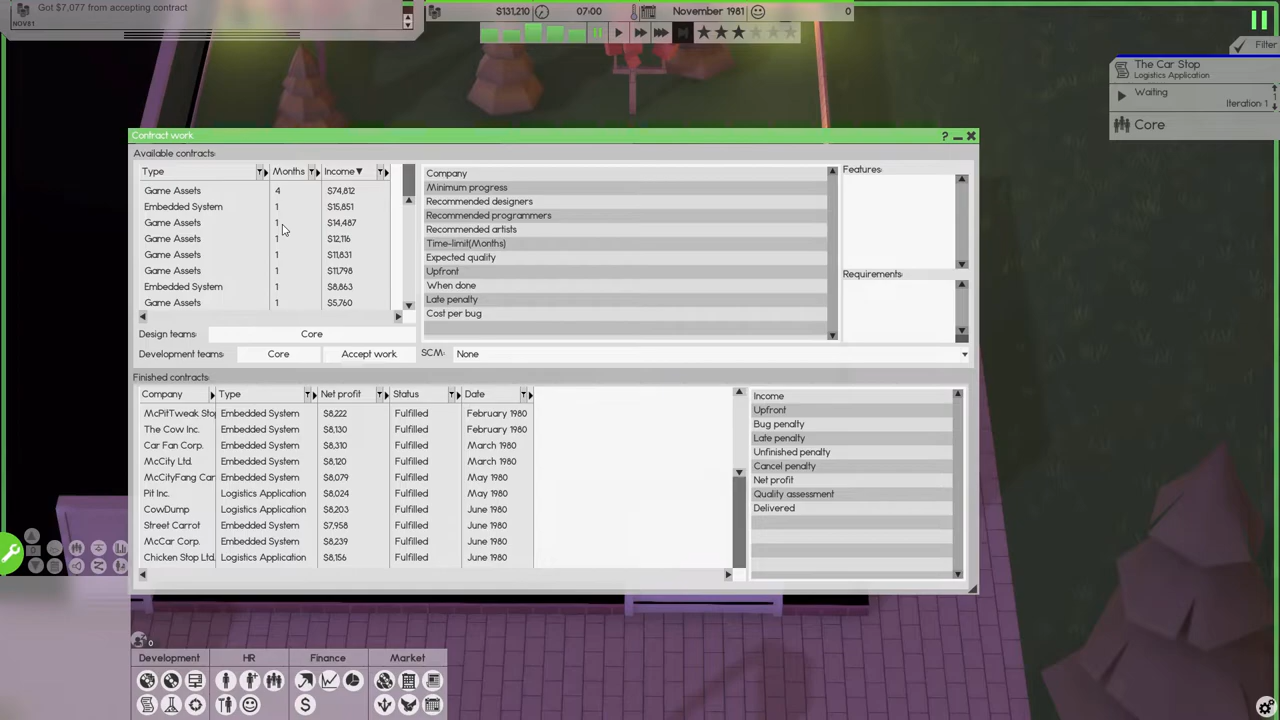 Got $7,077 from accepting contract
NOV81
$131,210
07:00
November 1981
0
Filter
The Car Stop
Logistics Application
Waiting
1
Iteration 1
Core
Contract work
?
Available contracts:
Type Months Income▼
Game Assets 4 $74,812
Embedded System 1 $15,851
Game Assets 1 $14,487
Game Assets 1 $12,116
Game Assets 1 $11,831
Game Assets 1 $11,798
Embedded System 1 $8,863
Game Assets 1 $5,760
Company
Minimum progress
Recommended designers
Recommended programmers
Recommended artists
Time-limit(Months)
Expected quality
Upfront
When done
Late penalty
Cost per bug
Features:
Requirements:
Design teams: Core
Development teams: Core Accept work SCM: None
Finished contracts:
Company Type Net profit Status Date
McPitTweak Sto Embedded System $8,222 Fulfilled February 1980
The Cow Inc. Embedded System $8,130 Fulfilled February 1980
Car Fan Corp. Embedded System $8,310 Fulfilled March 1980
McCity Ltd. Embedded System $8,120 Fulfilled March 1980
McCityFang Car Embedded System $8,079 Fulfilled May 1980
Pit Inc. Logistics Application $8,024 Fulfilled May 1980
CowDump Logistics Application $8,203 Fulfilled June 1980
Street Carrot Embedded System $7,958 Fulfilled June 1980
McCar Corp. Embedded System $8,239 Fulfilled June 1980
Chicken Stop Ltd. Logistics Application $8,156 Fulfilled June 1980
Income
Upfront
Bug penalty
Late penalty
Unfinished penalty
Cancel penalty
Net profit
Quality assessment
Delivered
0
0
Development HR Finance Market
$